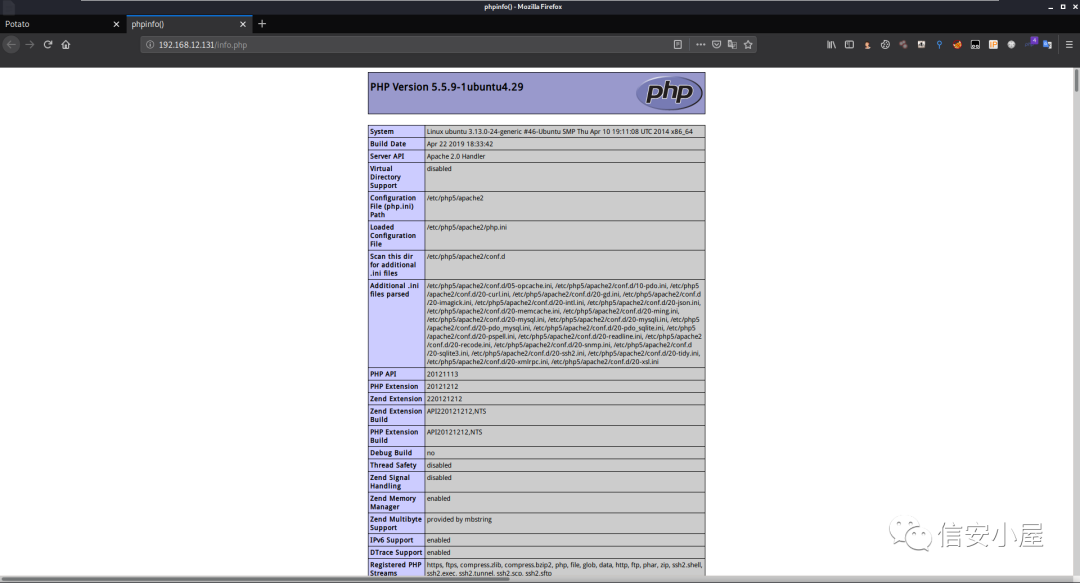 phpinfo() - Mozilla Firefox
Potato
phpinfo()
192.168.12.131/info.php
4
PHP Version 5.5.9-1ubuntu4.29
php
System
Linux ubuntu 3.13.0-24-generic #46-Ubuntu SMP Thu Apr 10 19:11:08 UTC 2014 x86_64
Build Date
Apr 22 2019 18:33:42
Server API
Apache 2.0 Handler
Virtual
Directory
Support
disabled
Configuration
File (php.ini)
Path
/etc/php5/apache2
Loaded
Configuration
File
/etc/php5/apache2/php.ini
Scan this dir
for additional
.ini files
/etc/php5/apache2/conf.d
Additional .ini
files parsed
/etc/php5/apache2/conf.d/05-opcache.ini, /etc/php5/apache2/conf.d/10-pdo.ini, /etc/php5
/apache2/conf.d/20-curl.ini, /etc/php5/apache2/conf.d/20-gd.ini, /etc/php5/apache2/conf.d
/20-imagick.ini, /etc/php5/apache2/conf.d/20-intl.ini, /etc/php5/apache2/conf.d/20-json.ini,
/etc/php5/apache2/conf.d/20-memcache.ini, /etc/php5/apache2/conf.d/20-ming.ini,
/etc/php5/apache2/conf.d/20-mysql.ini, /etc/php5/apache2/conf.d/20-mysqli.ini, /etc/php5
/apache2/conf.d/20-pdo_mysql.ini, /etc/php5/apache2/conf.d/20-pdo_sqlite.ini, /etc/php5
/apache2/conf.d/20-pspell.ini, /etc/php5/apache2/conf.d/20-readline.ini, /etc/php5/apache2
/conf.d/20-recode.ini, /etc/php5/apache2/conf.d/20-snmp.ini, /etc/php5/apache2/conf.d
/20-sqlite3.ini, /etc/php5/apache2/conf.d/20-ssh2.ini, /etc/php5/apache2/conf.d/20-tidy.ini,
/etc/php5/apache2/conf.d/20-xmlrpc.ini, /etc/php5/apache2/conf.d/20-xsl.ini
PHP API
20121113
PHP Extension
20121212
Zend Extension
220121212
Zend Extension
Build
API220121212,NTS
PHP Extension
Build
API20121212,NTS
Debug Build
no
Thread Safety
disabled
Zend Signal
Handling
disabled
Zend Memory
Manager
enabled
Zend Multibyte
Support
provided by mbstring
IPv6 Support
enabled
DTrace Support
enabled
Registered PHP
Streams
https, ftps, compress.zlib, compress.bzip2, php, file, glob, data, http, ftp, phar, zip, ssh2.shell,
ssh2.exec, ssh2.tunnel, ssh2.scp, ssh2.sftp
信安小屋